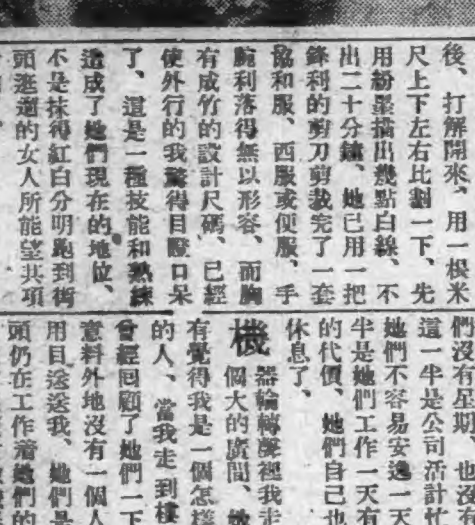 後、打解開來、用一根米
尺上下左右比劃一下、先
用粉墨描出幾點白線、不
出二十分鐘、她已用一把
鋒利的剪刀剪裁完了一套
協和服、西服或便服、手
腕利落得無以形容、而胸
有成竹的設計尺碼、已經
使外行的我驚得目瞪口呆
了、這是一種技能和熟練
造成了她們現在的地位、
不是抹得紅白分明跑到街
頭逛遛的女人所能望其項
們沒有星期、也沒
這一半是公司活計忙
她們不容易安逸一天
半是她們工作一天有
的代價、她們自己也
休息了、
機器輪轉聲裡我走
個大的廣間、
有覺得我是一個怎樣
的人、當我走到樓
會經回顧了她們一下
意料外地沒有一個人
用目送送我、她們是
頭仍在工作着她們的